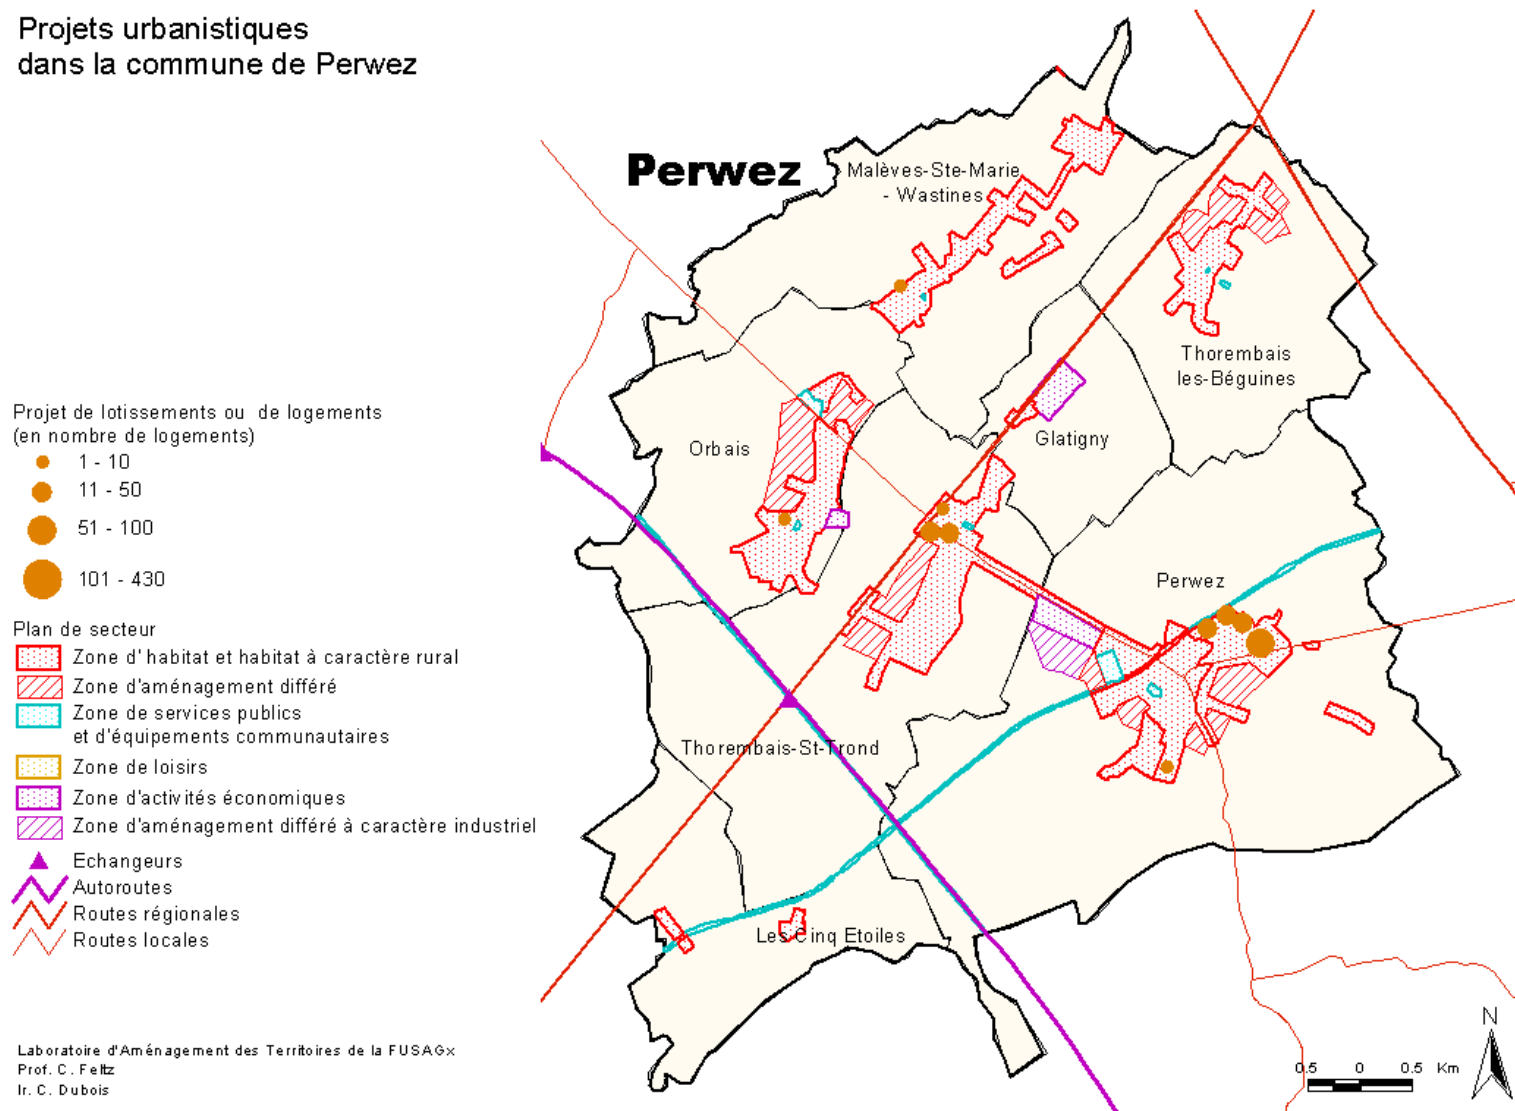 Projets urbanistiques
dans la commune de Perwez
Perwez
Malèves-Ste-Marie
- Wastines
Thorembais
les-Béguines
Glatigny
Orbais
Perwez
Thorembais-St-Trond
Les Cinq Etoiles
Projet de lotissements ou de logements
(en nombre de logements)
1 - 10
11 - 50
51 - 100
101 - 430
Plan de secteur
Zone d' habitat et habitat à caractère rural
Zone d'aménagement différé
Zone de services publics
et d'équipements communautaires
Zone de loisirs
Zone d'activités économiques
Zone d'aménagement différé à caractère industriel
Echangeurs
Autoroutes
Routes régionales
Routes locales
Laboratoire d'Aménagement des Territoires de la FUSAGx
Prof. C. Feltz
Ir. C. Dubois
N
0.5 0 0.5 Km